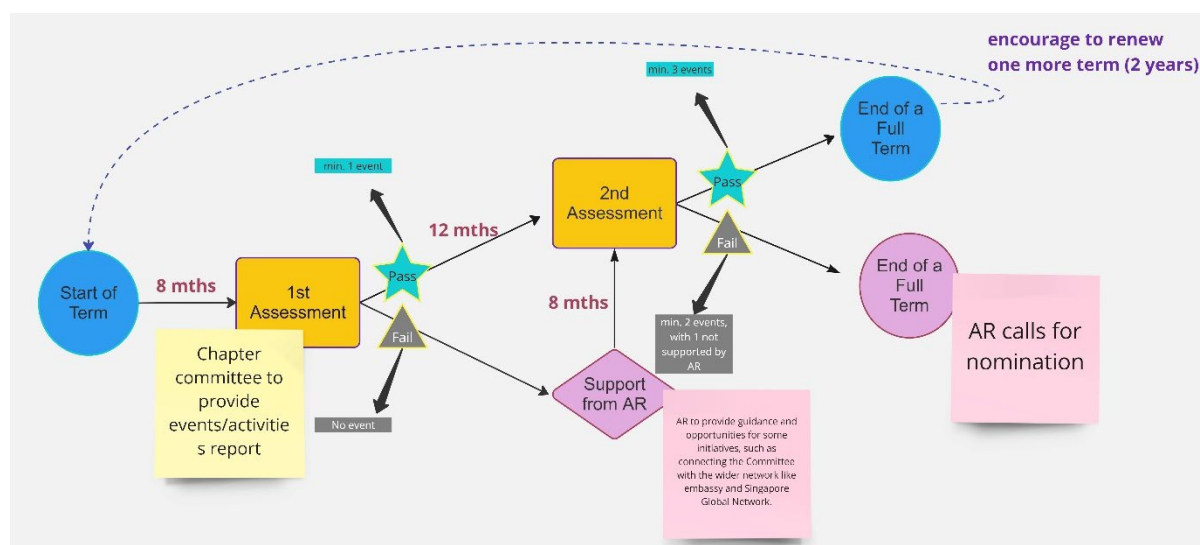 encourage to renew
one more term (2 years)
min. 3 events
End of a
Full
Term
min. 1 event
Pass
2nd
Assessment
12 mths
Fail
Pass
8 mths
Start of
Term
1st
Assessment
8 mths
End of a
Full Term
Fail
min. 2 events,
with 1 not
supported by
AR
AR calls for
nomination
Chapter
committee to
provide
events/activitie
s report
No event
Support
from AR
AR to provide guidance and
opportunities for some
initiatives, such as
connecting the Committee
with the wider network like
embassy and Singapore
Global Network.